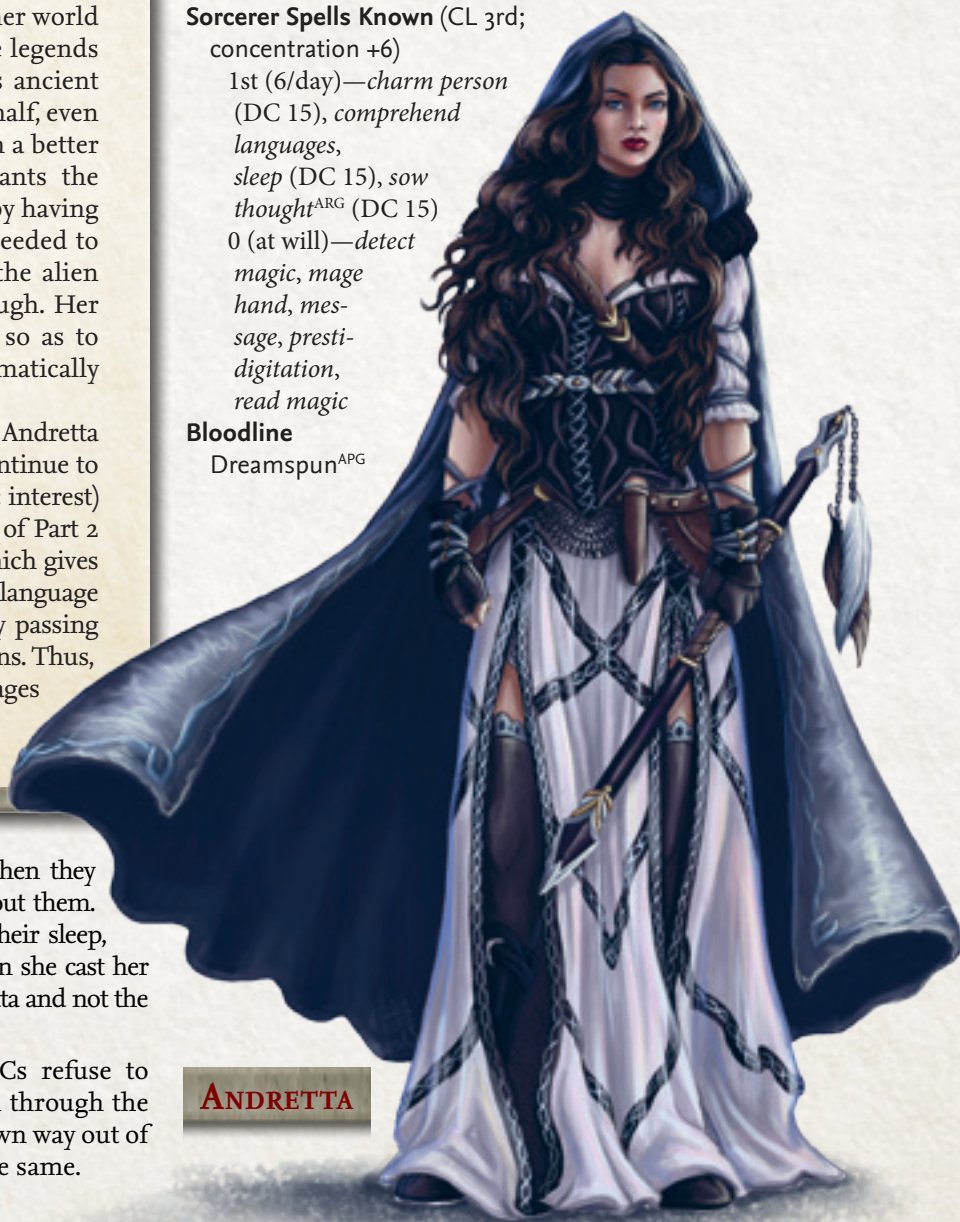 her world
legends
ancient
half, even
a better
ants the
by having
eeded to
the alien
ugh. Her
so as to
matically
Andretta
ntinue to
interest)
of Part 2
hich gives
language
y passing
ns. Thus,
ages
hen they
out them.
heir sleep,
n she cast her
ta and not the
Cs refuse to
through the
wn way out of
e same.
Sorcerer Spells Known (CL 3rd;
concentration +6)
1st (6/day)—charm person
(DC 15), comprehend
languages,
sleep (DC 15), sow
thoughtARG (DC 15)
0 (at will)—detect
magic, mage
hand, mes-
sage, presti-
digitation,
read magic
Bloodline
DreamspunAPG
ANDRETTA